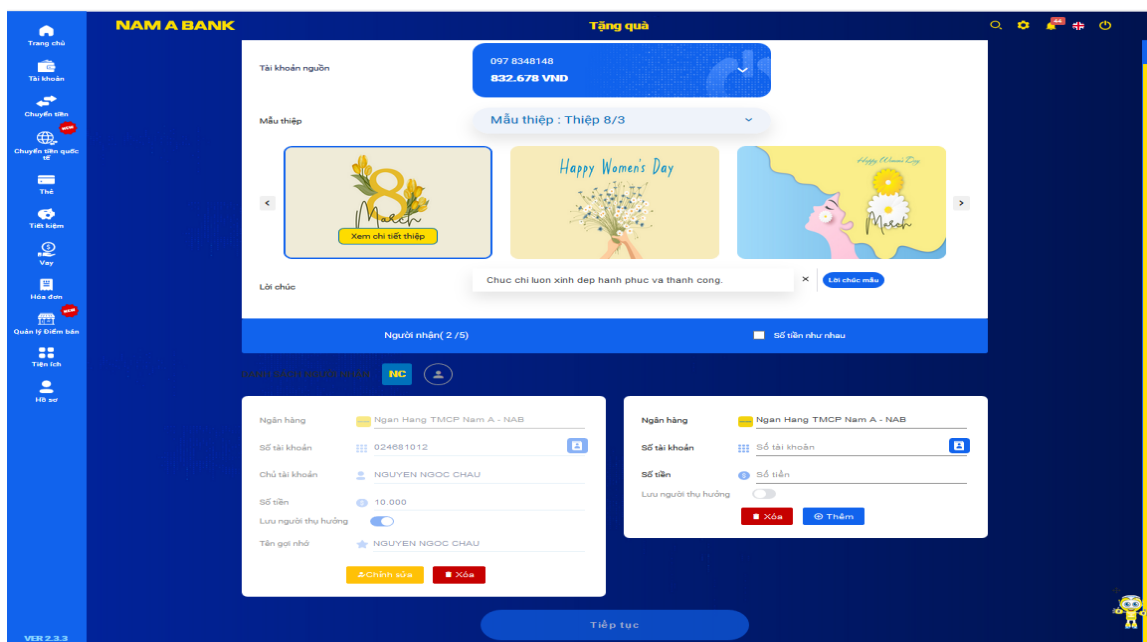 NAM A BANK
Tặng quà
44
Trang chủ
Tài khoản
Chuyển tiền
NEW
Chuyển tiền quốc tế
Thẻ
Tiết kiệm
Vay
Hóa đơn
NEW
Quản lý Điểm bán
Tiện ích
Hồ sơ
VER 2.3.3
Tài khoản nguồn
097 8348148
832.678 VND
Mẫu thiệp
Mẫu thiệp : Thiệp 8/3
8 March
Xem chi tiết thiệp
Happy Women's Day
Happy Women's Day
8 March
Lời chúc
Chuc chi luon xinh dep hanh phuc va thanh cong.
Lời chúc mẫu
Người nhận( 2 /5)
Số tiền như nhau
DANH SÁCH NGƯỜI NHẬN
NC
Ngân hàng
Ngan Hang TMCP Nam A - NAB
Số tài khoản
024681012
Chủ tài khoản
NGUYEN NGOC CHAU
Số tiền
10.000
Lưu người thụ hưởng
Tên gợi nhớ
NGUYEN NGOC CHAU
Chỉnh sửa
Xóa
Ngân hàng
Ngan Hang TMCP Nam A - NAB
Số tài khoản
Số tài khoản
Số tiền
Số tiền
Lưu người thụ hưởng
Xóa
Thêm
Tiếp tục